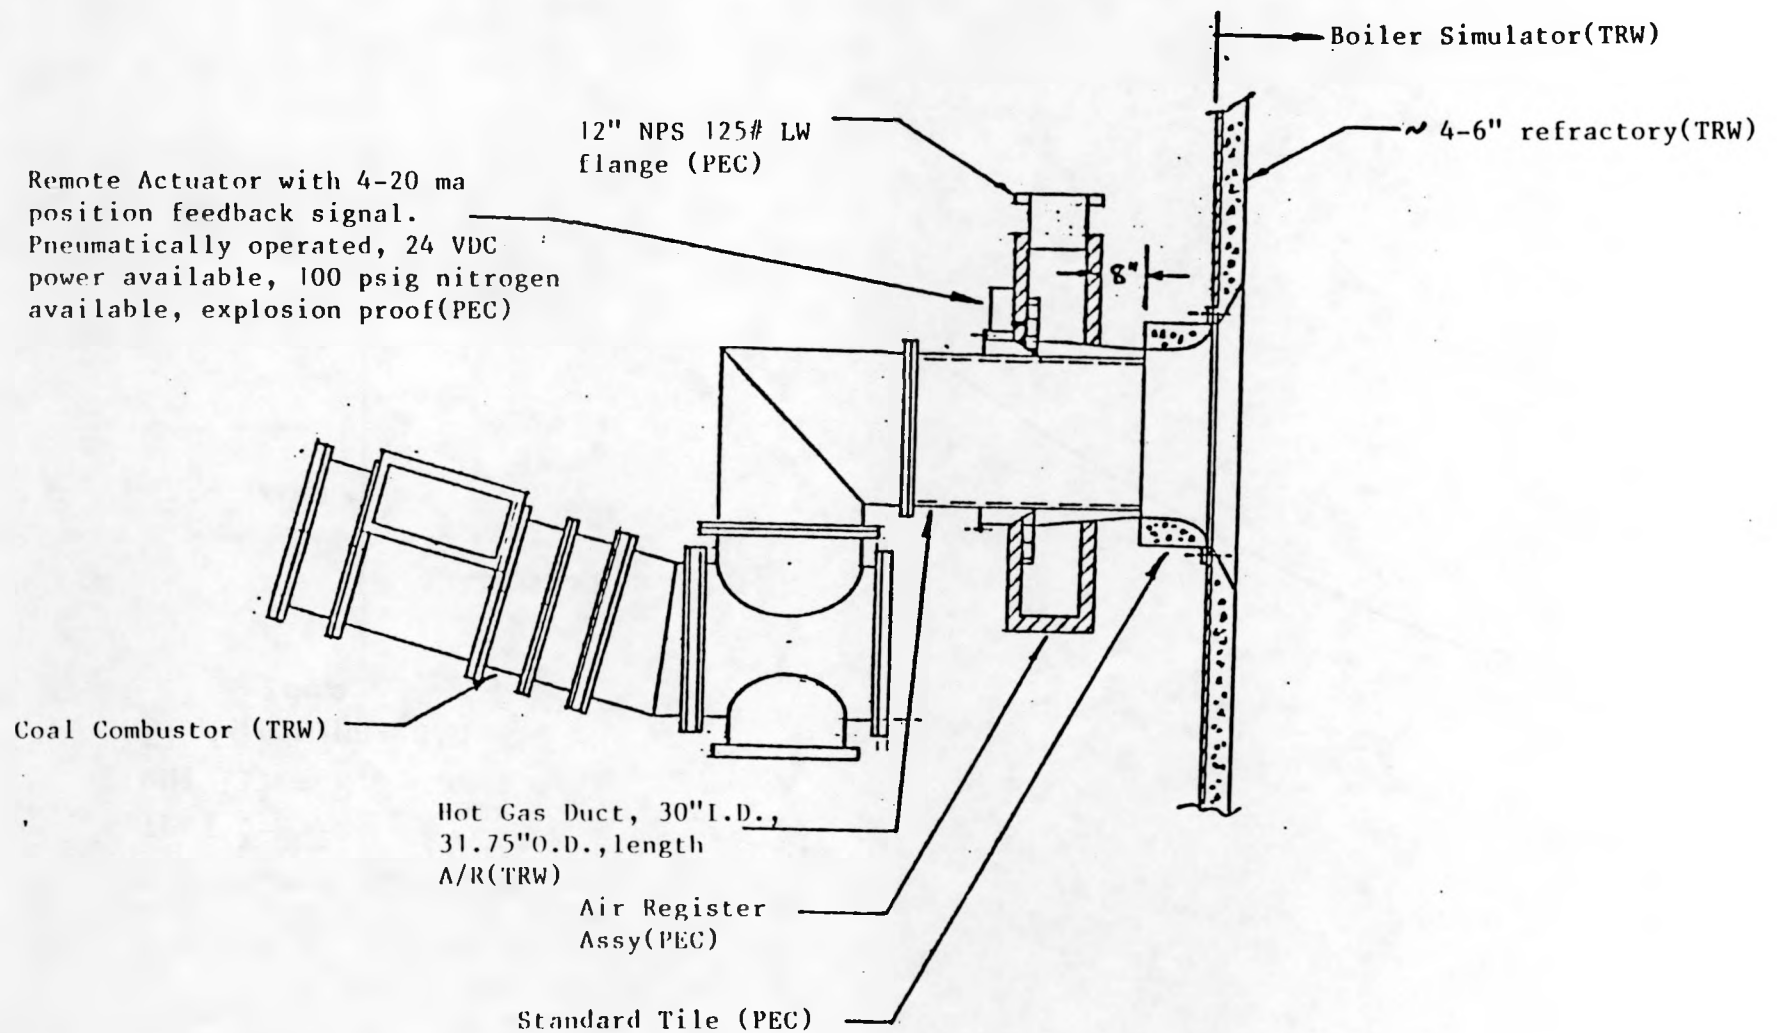 Boiler Simulator(TRW)
12" NPS 125# LW
flange (PEC)
~ 4-6" refractory(TRW)
Remote Actuator with 4-20 ma
position feedback signal.
Pneumatically operated, 24 VDC
power available, 100 psig nitrogen
available, explosion proof(PEC)
8"
Coal Combustor (TRW)
Hot Gas Duct, 30"I.D.,
31.75"O.D.,length
A/R(TRW)
Air Register
Assy(PEC)
Standard Tile (PEC)